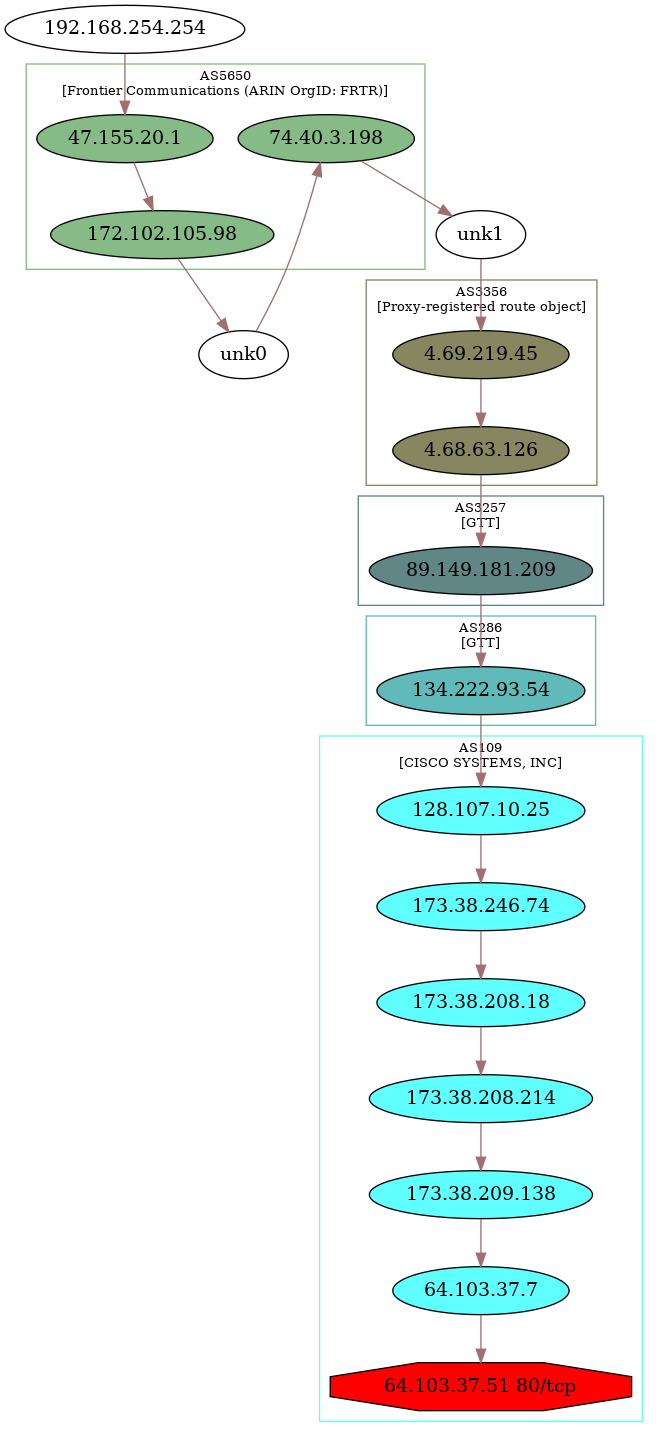 192.168.254.254
AS5650
[Frontier Communications (ARIN OrgID: FRTR)]
47.155.20.1
74.40.3.198
172.102.105.98
unk1
AS3356
[Proxy-registered route object]
4.69.219.45
unk0
4.68.63.126
AS3257
[GTT]
89.149.181.209
AS286
[GTT]
134.222.93.54
AS109
[CISCO SYSTEMS, INC]
128.107.10.25
173.38.246.74
173.38.208.18
173.38.208.214
173.38.209.138
64.103.37.7
64.103.37.51 80/tcp